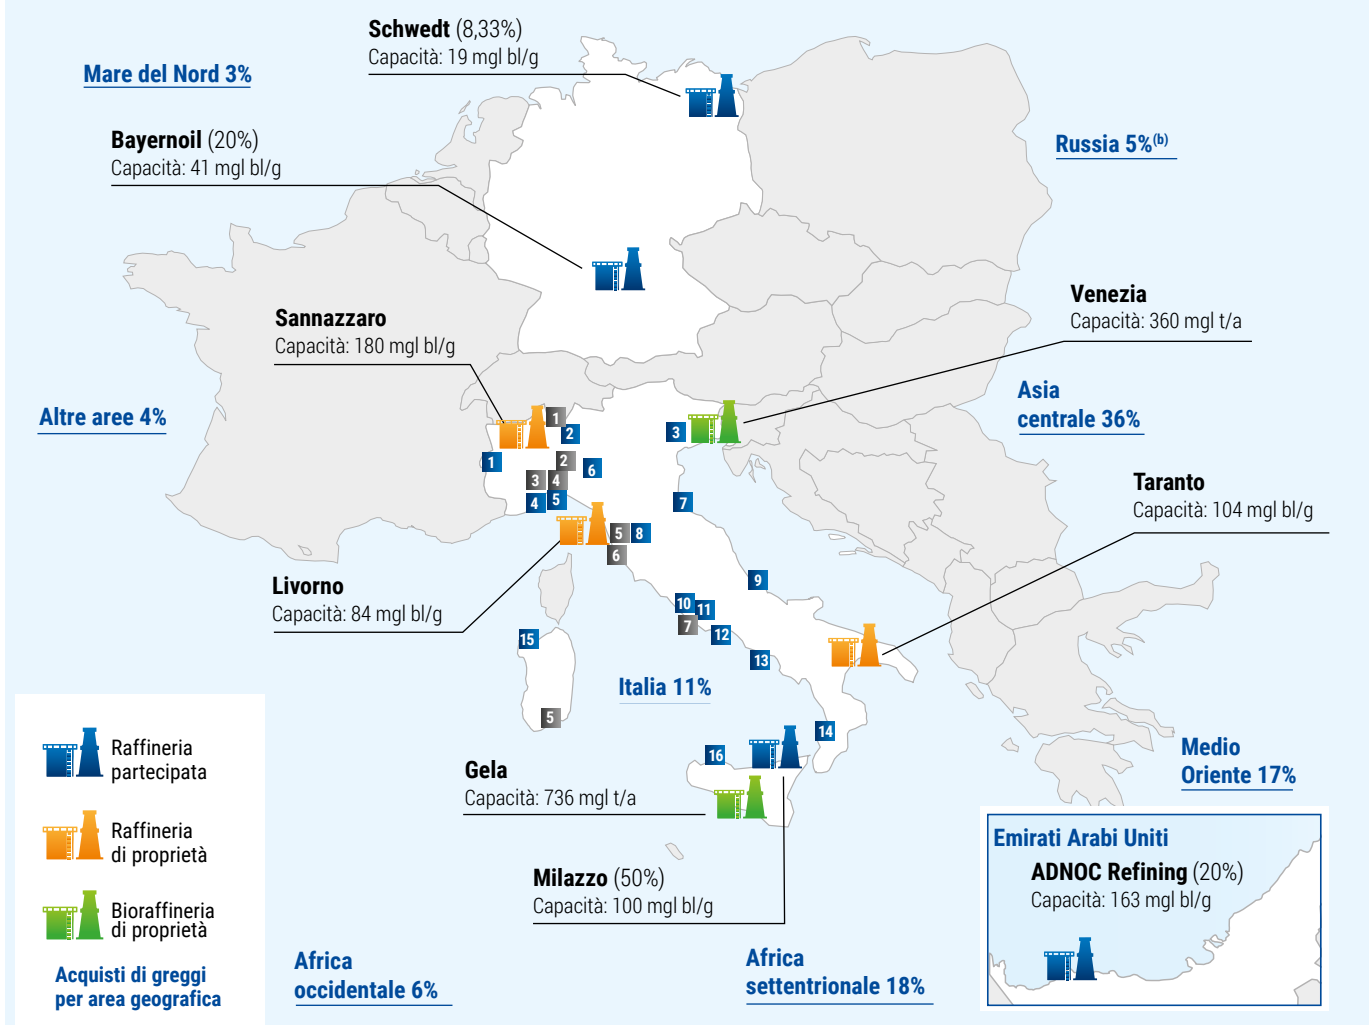 Schwedt (8,33%)
Capacità: 19 mgl bl/g
Mare del Nord 3%
Bayernoil (20%)
Capacità: 41 mgl bl/g
Russia 5%(b)
Venezia
Capacità: 360 mgl t/a
Sannazzaro
Capacità: 180 mgl bl/g
Asia
centrale 36%
Altre aree 4%
1
2
3
1
2
6
3
4
4
5
7
Taranto
Capacità: 104 mgl bl/g
5
8
6
Livorno
Capacità: 84 mgl bl/g
9
10
11
7
12
15
13
Italia 11%
5
14
16
Medio
Oriente 17%
Gela
Capacità: 736 mgl t/a
Milazzo (50%)
Capacità: 100 mgl bl/g
Raffineria
partecipata
Raffineria
di proprietà
Bioraffineria
di proprietà
Acquisti di greggi
per area geografica
Africa
occidentale 6%
Africa
settentrionale 18%
Emirati Arabi Uniti
ADNOC Refining (20%)
Capacità: 163 mgl bl/g